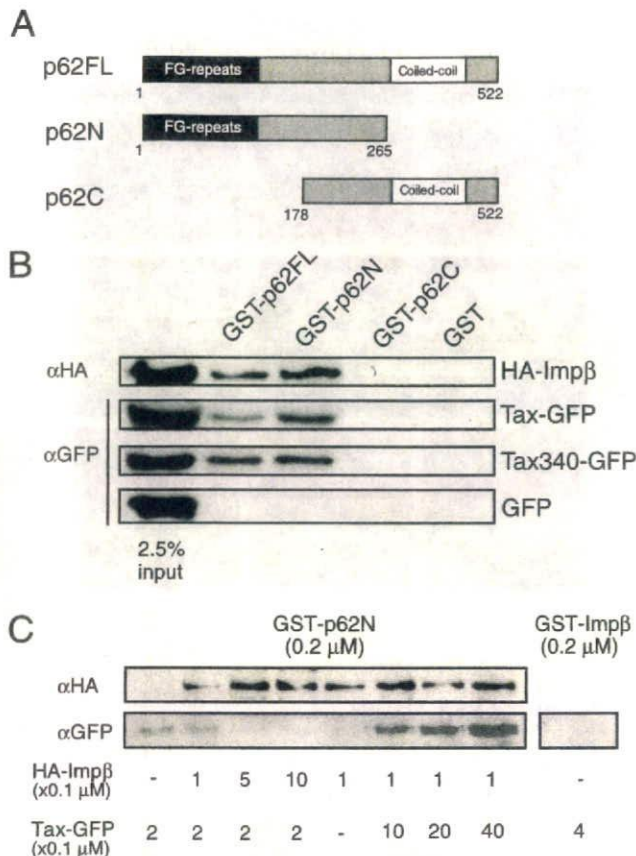 A
p62FL
FG-repeats
Coiled-coil
1
522
p62N
FG-repeats
1
265
p62C
Coiled-coil
178
522
B
GST-p62FL
GST-p62N
GST-p62C
GST
αHA
HA-Impβ
αGFP
Tax-GFP
Tax340-GFP
GFP
2.5%
input
C
GST-p62N
(0.2 μM)
GST-Impβ
(0.2 μM)
αHA
αGFP
HA-Impβ
(x0.1 μM)
- 1 5 10 1 1 1 1 -
Tax-GFP
(x0.1 μM)
2 2 2 2 - 10 20 40 4